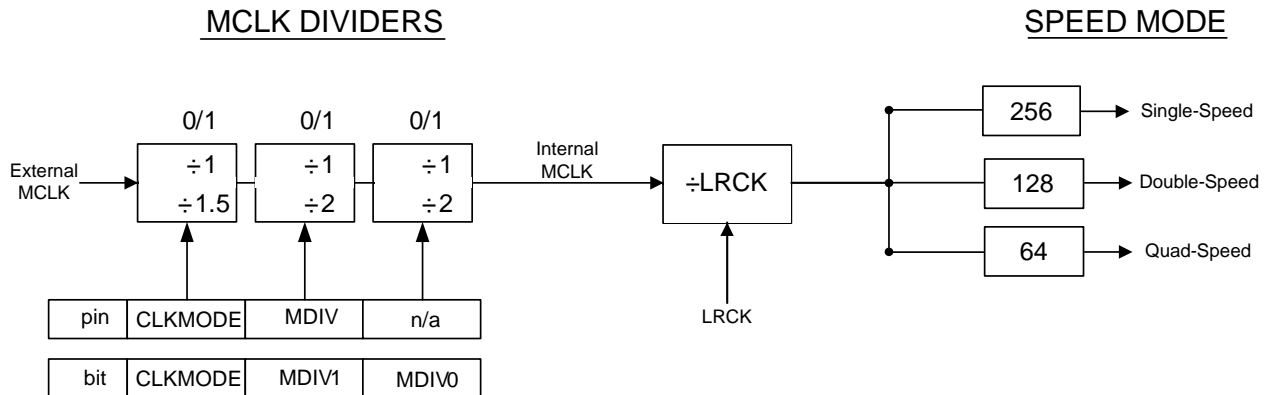 MCLK DIVIDERS
SPEED MODE
0/1 0/1 0/1
External
MCLK
÷1
÷1.5
÷1
÷2
÷1
÷2
Internal
MCLK
÷LRCK
LRCK
256
Single-Speed
128
Double-Speed
64
Quad-Speed
pin CLKMODE MDIV n/a
bit CLKMODE MDIV1 MDIV0